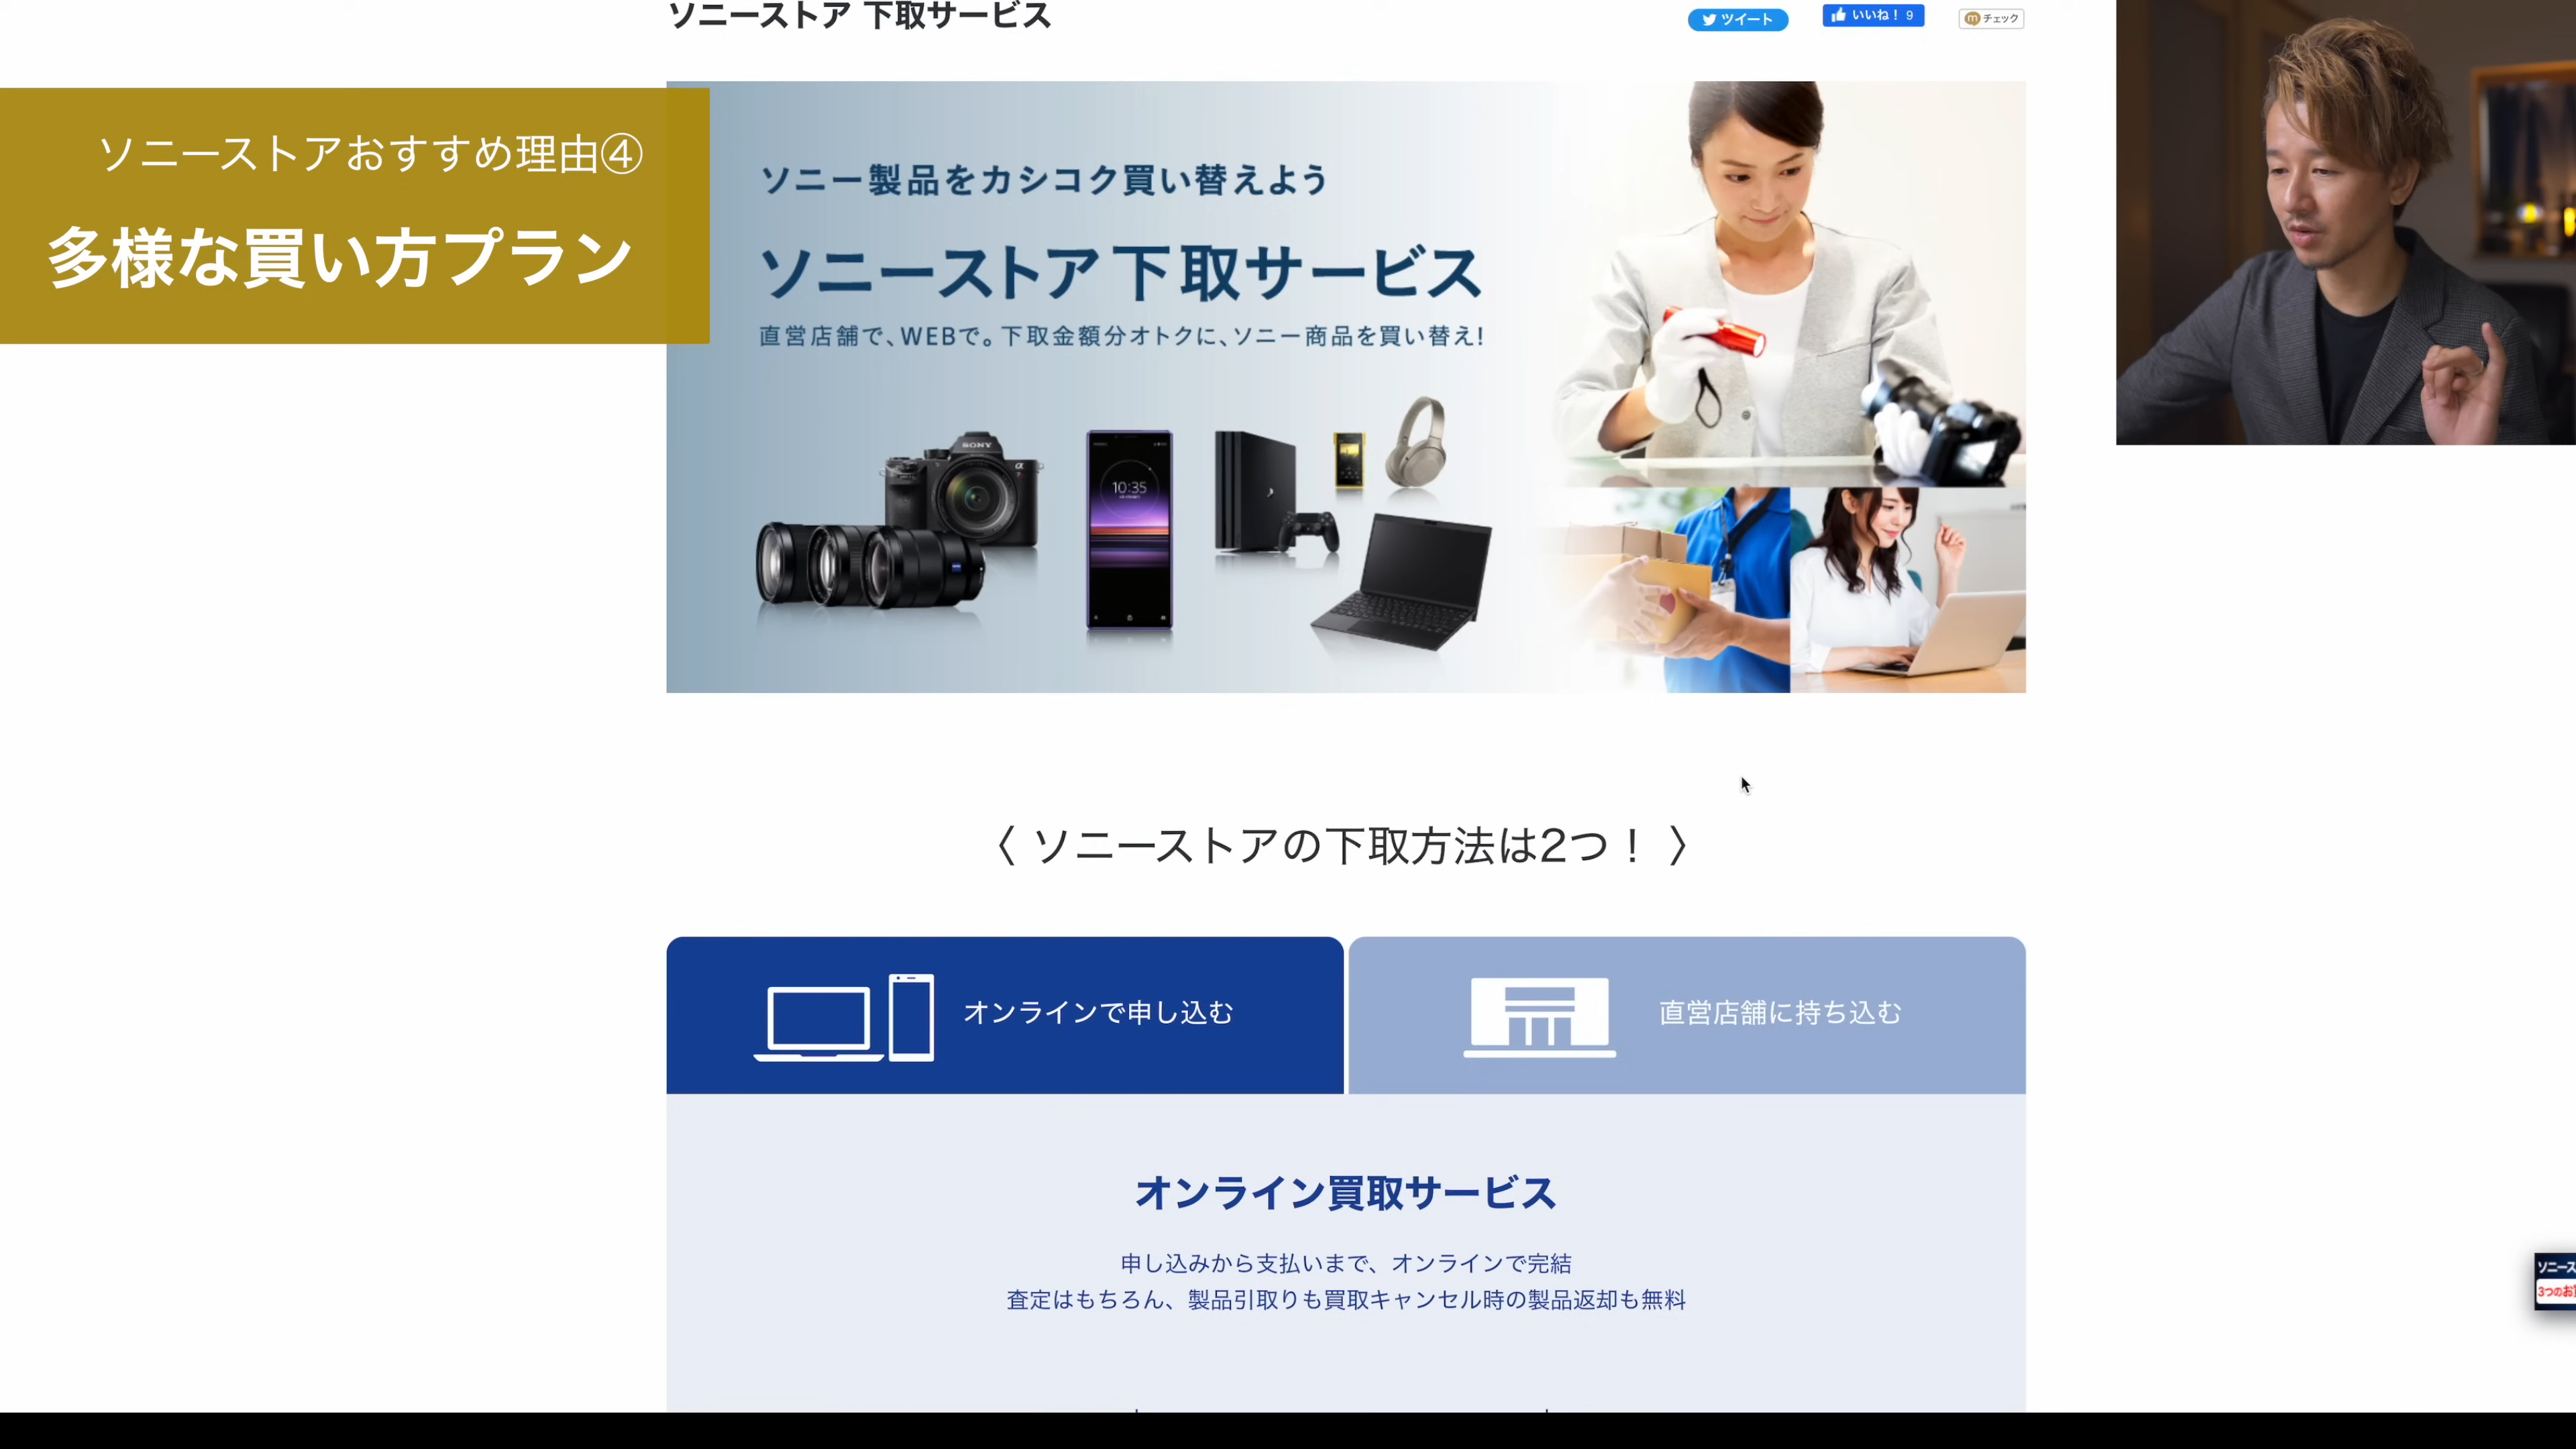 ソニーストア 下取サービス
ツイート
いいね！ 9
チェック
ソニーストアおすすめ理由④
多様な買い方プラン
ソニー製品をカシコク買い替えよう
ソニーストア下取サービス
直営店舗で、WEBで。下取金額分オトクに、ソニー商品を買い替え!
SONY
α
10:35
〈 ソニーストアの下取方法は2つ！ 〉
オンラインで申し込む
直営店舗に持ち込む
オンライン買取サービス
申し込みから支払いまで、オンラインで完結
査定はもちろん、製品引取りも買取キャンセル時の製品返却も無料
ソニース
3つのお